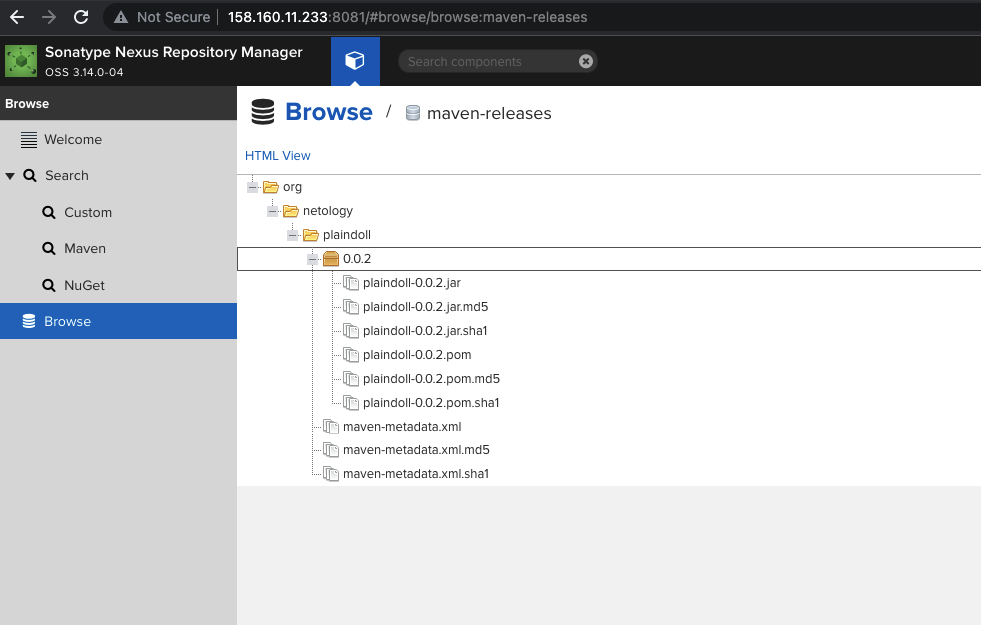 Not Secure 158.160.11.233:8081/#browse/browse:maven-releases
Sonatype Nexus Repository Manager
OSS 3.14.0-04
Search components
Browse
Welcome
Search
Custom
Maven
NuGet
Browse
Browse / maven-releases
HTML View
org
netology
plaindoll
0.0.2
plaindoll-0.0.2.jar
plaindoll-0.0.2.jar.md5
plaindoll-0.0.2.jar.sha1
plaindoll-0.0.2.pom
plaindoll-0.0.2.pom.md5
plaindoll-0.0.2.pom.sha1
maven-metadata.xml
maven-metadata.xml.md5
maven-metadata.xml.sha1